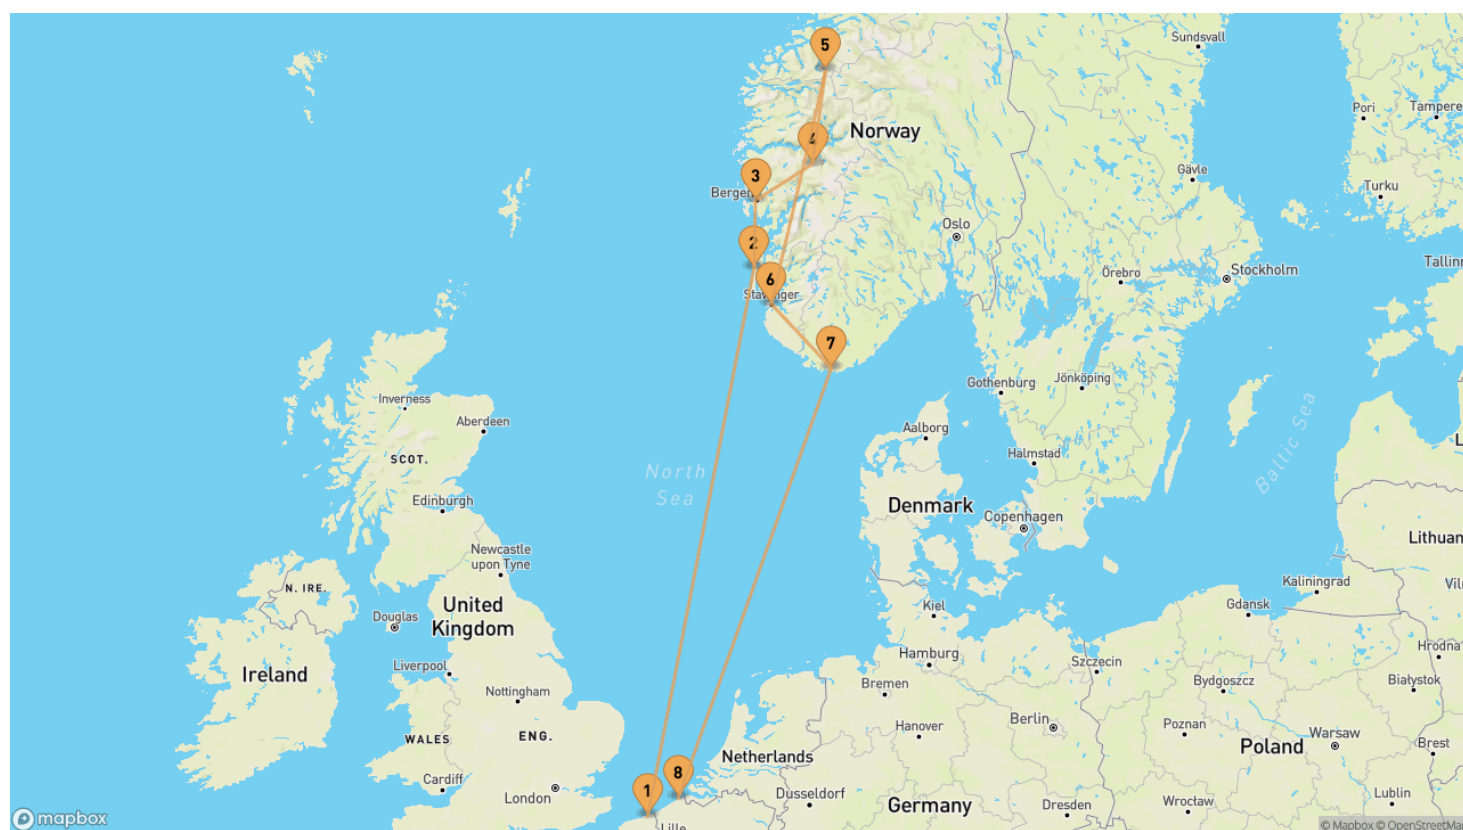 5
Sundsvall
Pori
Tampere
4
Norway
3
Bergen
Gävle
Turku
2
Oslo
Örebro
Stockholm
Tallinn
6
Stavanger
7
Gothenburg
Jönköping
Inverness
Aberdeen
Aalborg
SCOT.
Halmstad
Baltic Sea
North
Sea
Edinburgh
Denmark
Copenhagen
Newcastle
upon Tyne
Lithuan
N. IRE.
Kaliningrad
Viln
United
Kingdom
Douglas
Kiel
Gdansk
Hrodna
Liverpool
Hamburg
Szczecin
Ireland
Nottingham
Bremen
Bydgoszcz
Białystok
WALES
ENG.
Hanover
Berlin
Poznan
Warsaw
Poland
Brest
Netherlands
8
1
Cardiff
London
Dusseldorf
Germany
Dresden
Wrocław
Lublin
Lille
mapbox
© Mapbox © OpenStreetMa